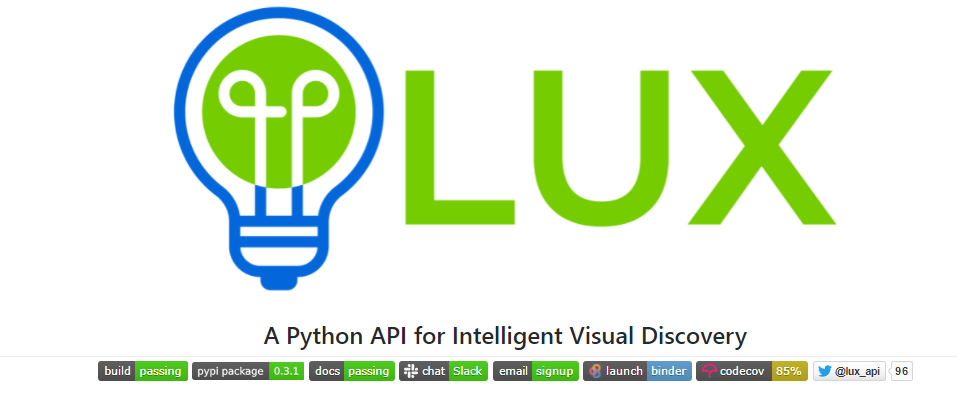 LUX
A Python API for Intelligent Visual Discovery
build passing pypi package 0.3.1 docs passing chat Slack email signup launch binder codecov 85% @lux_api 96